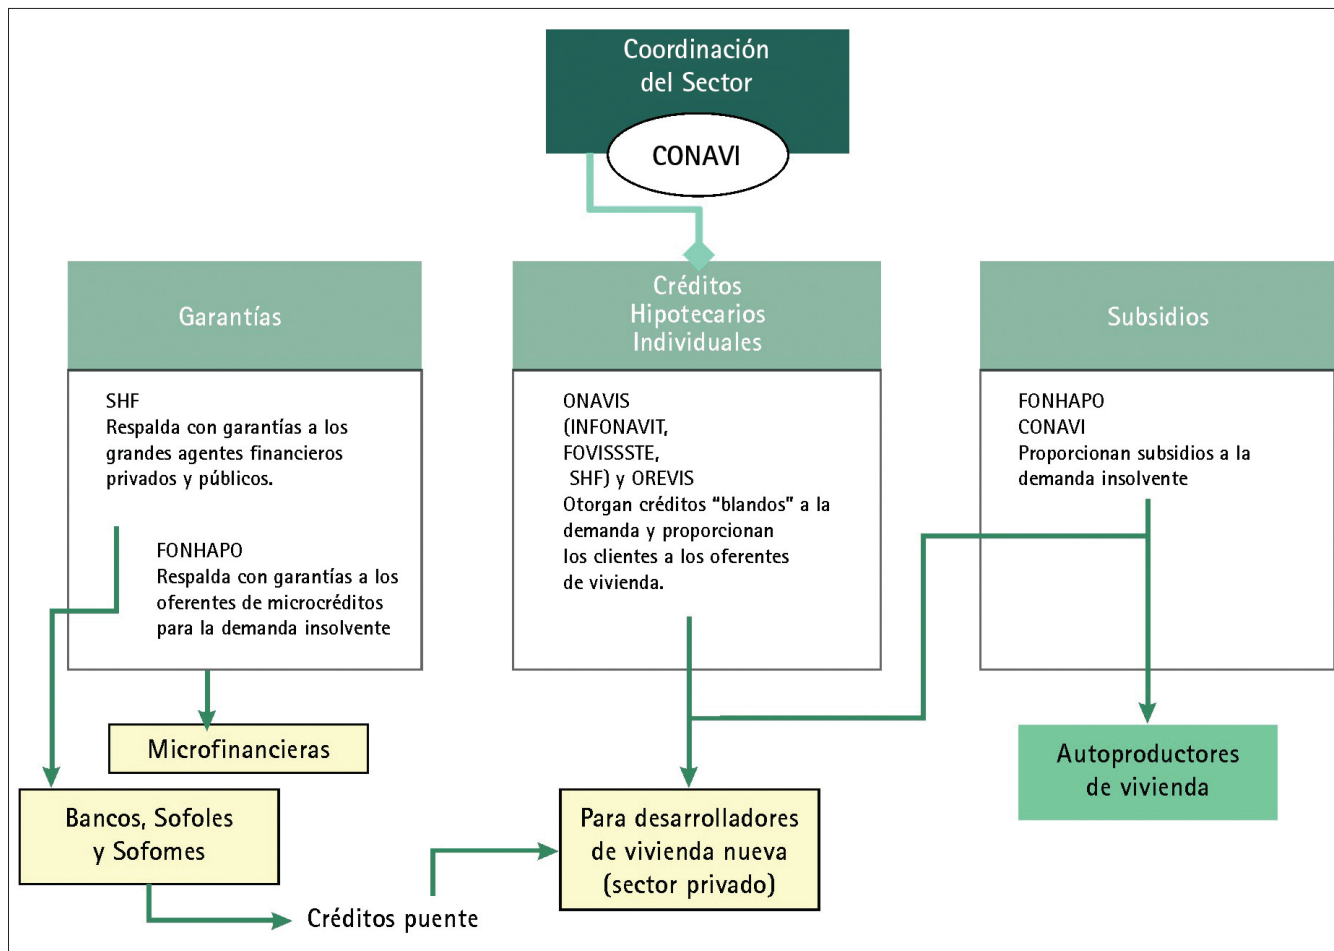 Coordinación
del Sector
CONAVI
Garantías
SHF
Respalda con garantías a los
grandes agentes financieros
privados y públicos.
FONHAPO
Respalda con garantías a los
oferentes de microcréditos
para la demanda insolvente
Créditos
Hipotecarios
Individuales
ONAVIS
(INFONAVIT,
FOVISSSTE,
SHF) y OREVIS
Otorgan créditos “blandos” a la
demanda y proporcionan
los clientes a los oferentes
de vivienda.
Subsidios
FONHAPO
CONAVI
Proporcionan subsidios a la
demanda insolvente
Microfinancieras
Bancos, Sofoles
y Sofomes
Créditos puente
Para desarrolladores
de vivienda nueva
(sector privado)
Autoproductores
de vivienda